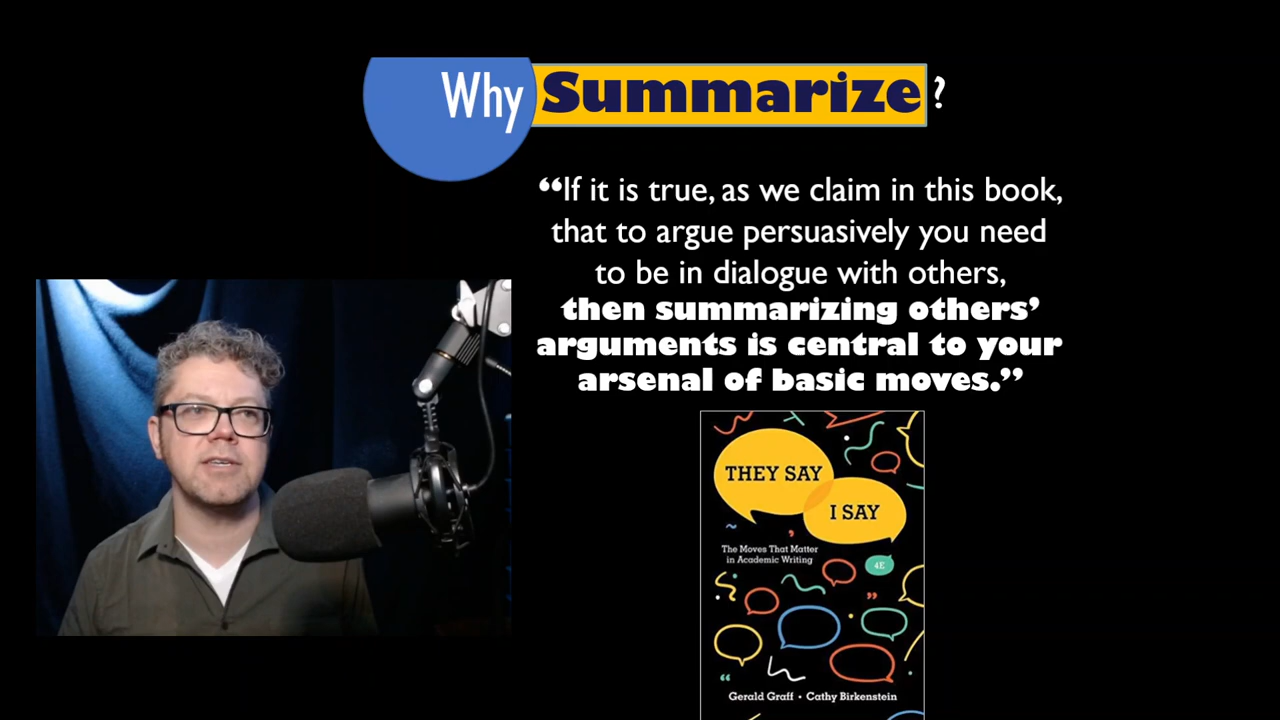 Why Summarize?
“If it is true, as we claim in this book,
that to argue persuasively you need
to be in dialogue with others,
then summarizing others’
arguments is central to your
arsenal of basic moves.”
THEY SAY
I SAY
The Moves That Matter
in Academic Writing
4E
Gerald Graff • Cathy Birkenstein